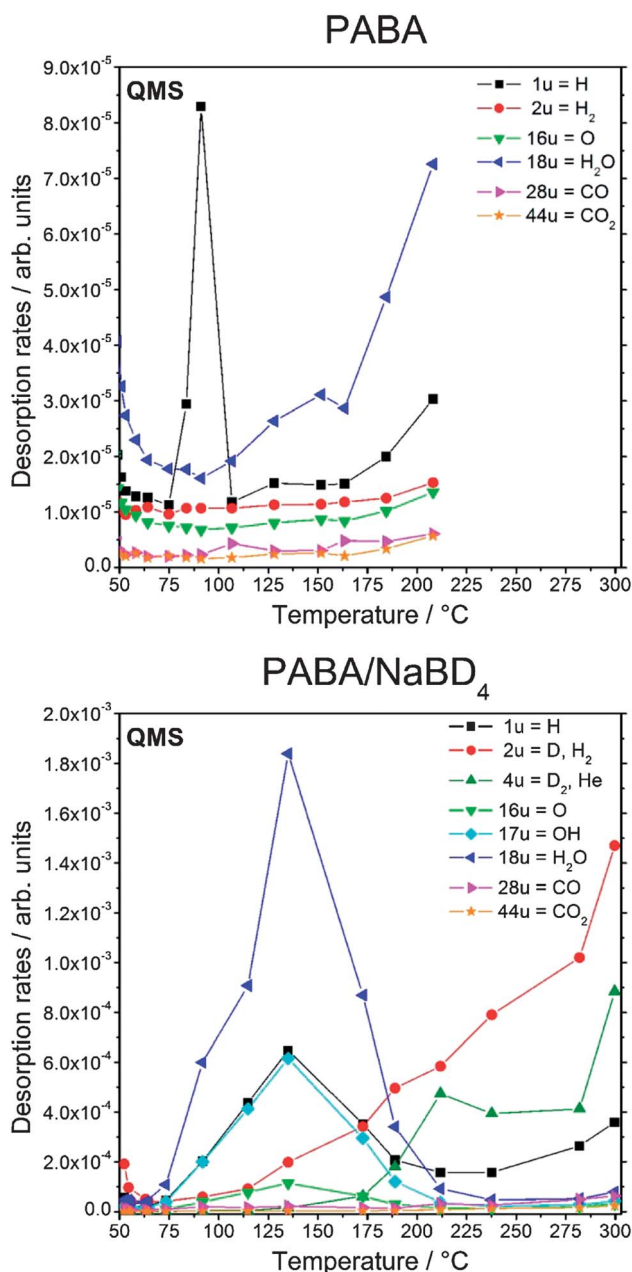 PABA
QMS
1u = H
2u = H₂
16u = O
18u = H₂O
28u = CO
44u = CO₂
9.0x10⁻⁵
8.0x10⁻⁵
7.0x10⁻⁵
6.0x10⁻⁵
5.0x10⁻⁵
4.0x10⁻⁵
3.0x10⁻⁵
2.0x10⁻⁵
1.0x10⁻⁵
0.0
Desorption rates / arb. units
50 75 100 125 150 175 200 225 250 275 300
Temperature / °C
PABA/NaBD₄
QMS
1u = H
2u = D, H₂
4u = D₂, He
16u = O
17u = OH
18u = H₂O
28u = CO
44u = CO₂
2.0x10⁻³
1.8x10⁻³
1.6x10⁻³
1.4x10⁻³
1.2x10⁻³
1.0x10⁻³
8.0x10⁻⁴
6.0x10⁻⁴
4.0x10⁻⁴
2.0x10⁻⁴
0.0
Desorption rates / arb. units
50 75 100 125 150 175 200 225 250 275 300
Temperature / °C